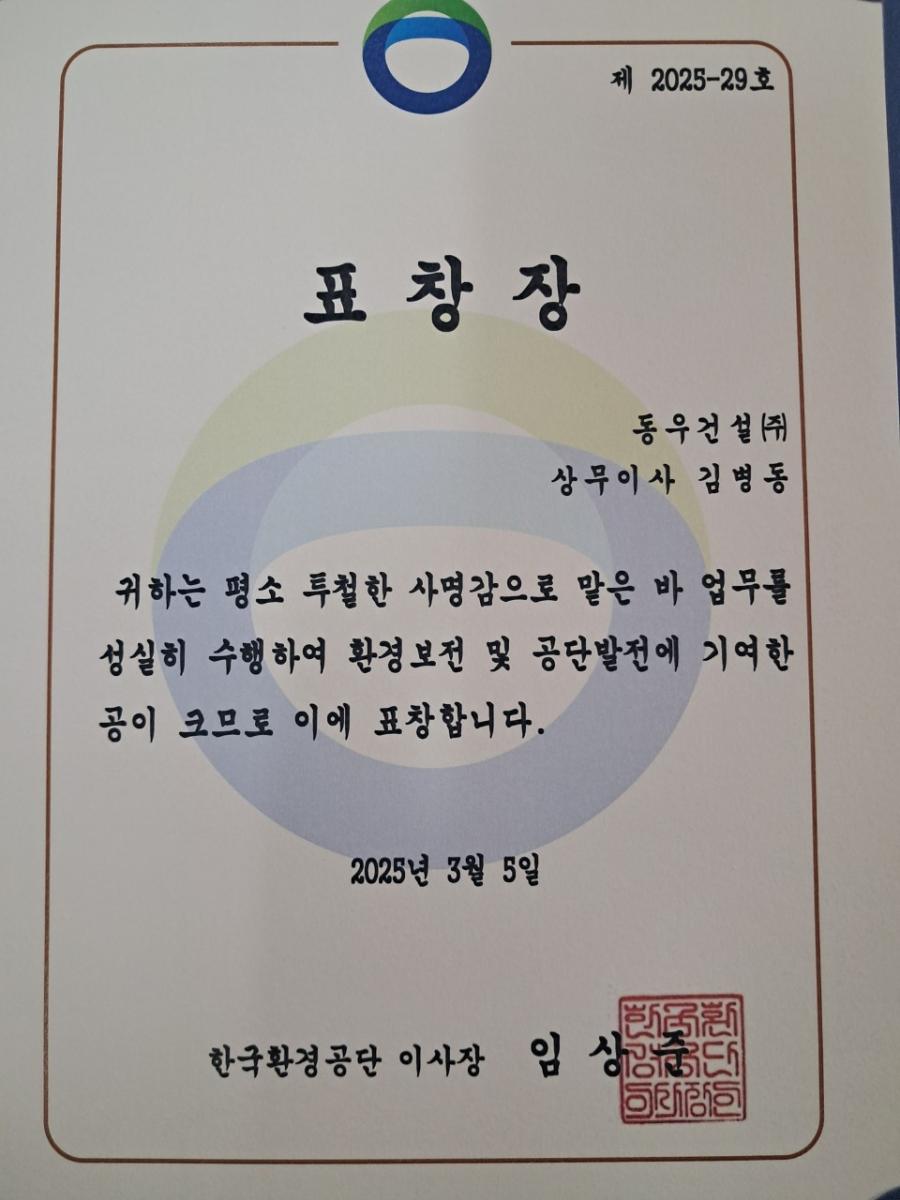 제 2025-29호
표 창 장
동우건설㈜
상무이사 김병동
귀하는 평소 투철한 사명감으로 맡은 바 업무를
성실히 수행하여 환경보전 및 공단발전에 기여한
공이 크므로 이에 표창합니다.
2025년 3월 5일
한국환경공단 이사장 임 상 준